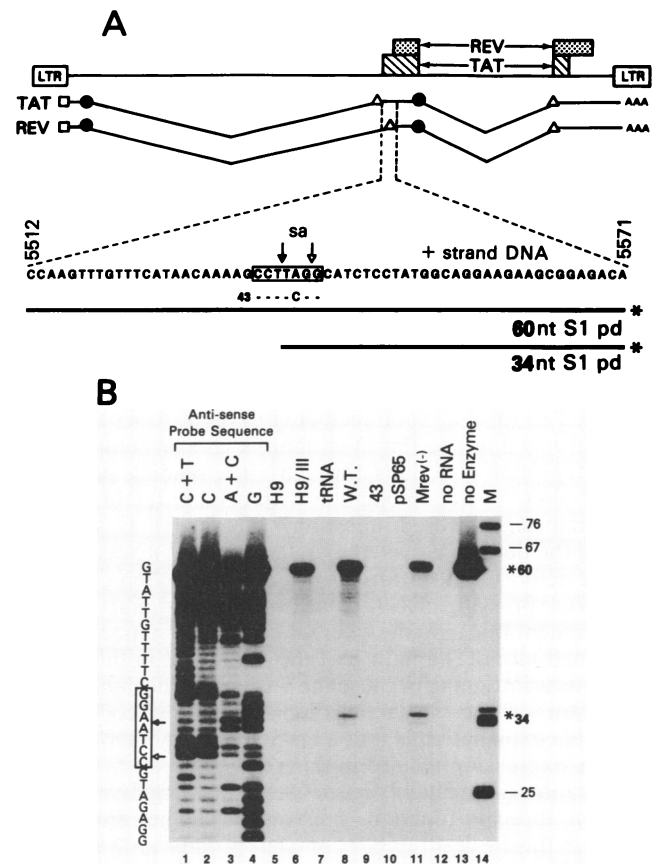 A
REV
TAT
LTR
LTR
TAT
AAA
REV
AAA
5512
sa
+ strand DNA
5571
CCAAGTTTGTTTCATAACAAAAGCCTTAGGCATCTCCTATGGCAGGAAGAAGCGGAGACA
43 - - - - C - -
*
60nt S1 pd
*
34nt S1 pd
B
Anti-sense
Probe Sequence
C + T
C
A + C
G
H9
H9/III
tRNA
W.T.
43
pSP65
Mrev(-)
no RNA
no Enzyme
M
— 76
— 67
*60
*34
— 25
GTATTGTTTTCGGAATCCGTAGAGG
1 2 3 4 5 6 7 8 9 10 11 12 13 14